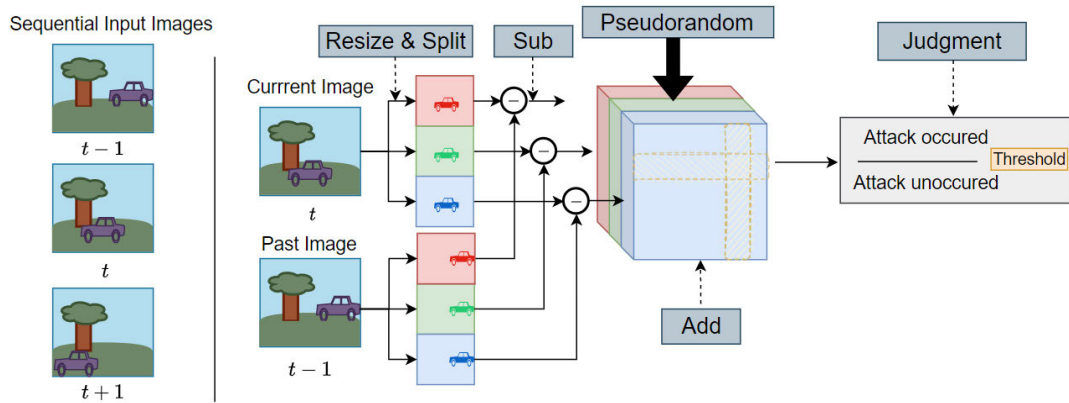 Sequential Input Images
t − 1
t
t + 1
Resize & Split
Sub
Pseudorandom
Judgment
Currrent Image
t
Past Image
t − 1
−
−
−
Add
Attack occured
Threshold
Attack unoccured